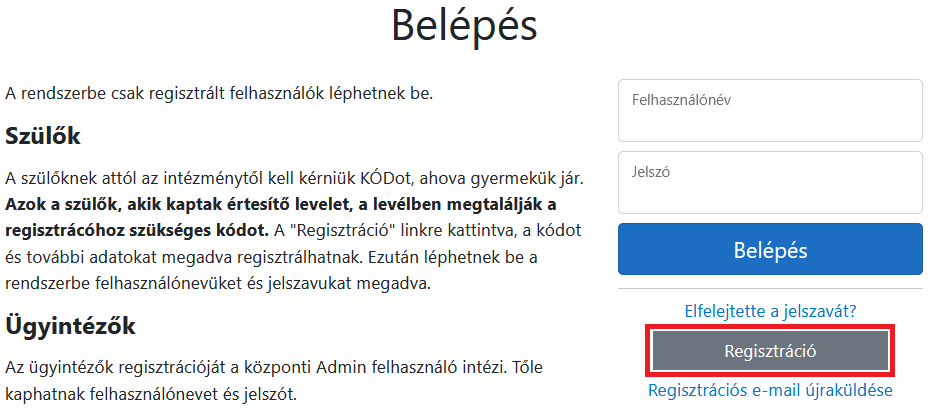 Belépés
A rendszerbe csak regisztrált felhasználók léphetnek be.
Szülők
A szülőknek attól az intézménytől kell kérniük KÓDot, ahova gyermekük jár.
Azok a szülők, akik kaptak értesítő levelet, a levélben megtalálják a
regisztrácóhoz szükséges kódot. A "Regisztráció" linkre kattintva, a kódot
és további adatokat megadva regisztrálhatnak. Ezután léphetnek be a
rendszerbe felhasználónevüket és jelszavukat megadva.
Ügyintézők
Az ügyintézők regisztrációját a központi Admin felhasználó intézi. Tőle
kaphatnak felhasználónevet és jelszót.
Felhasználónév
Jelszó
Belépés
Elfelejtette a jelszavát?
Regisztráció
Regisztrációs e-mail újraküldése